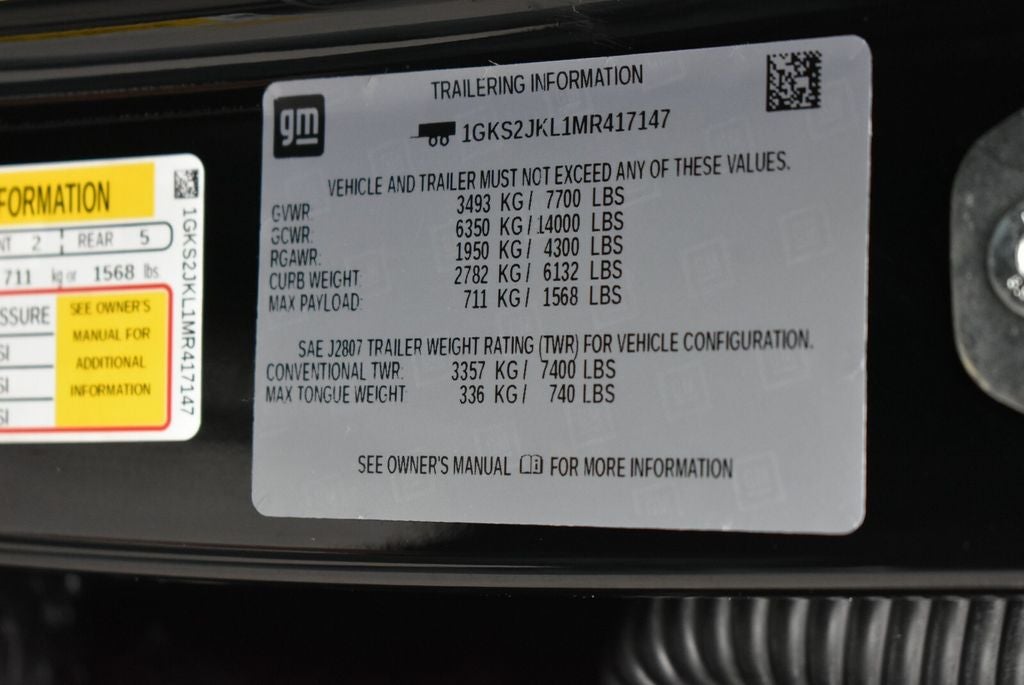 TRAILERING INFORMATION
gm
1GKS2JKL1MR417147
VEHICLE AND TRAILER MUST NOT EXCEED ANY OF THESE VALUES.
GVWR: 3493 KG/ 7700 LBS
GCWR: 6350 KG/ 14000 LBS
RGAWR: 1950 KG/ 4300 LBS
CURB WEIGHT: 2782 KG/ 6132 LBS
MAX PAYLOAD: 711 KG/ 1568 LBS
SAE J2807 TRAILER WEIGHT RATING (TWR) FOR VEHICLE CONFIGURATION.
CONVENTIONAL TWR: 3357 KG/ 7400 LBS
MAX TONGUE WEIGHT 336 KG/ 740 LBS
SEE OWNER'S MANUAL FOR MORE INFORMATION
FORMATION
NT 2 REAR 5
711 kg or 1568 lbs.
SSURE
SI
SI
SI
SEE OWNER'S
MANUAL FOR
ADDITIONAL
INFORMATION
1GKS2JKL1MR417147